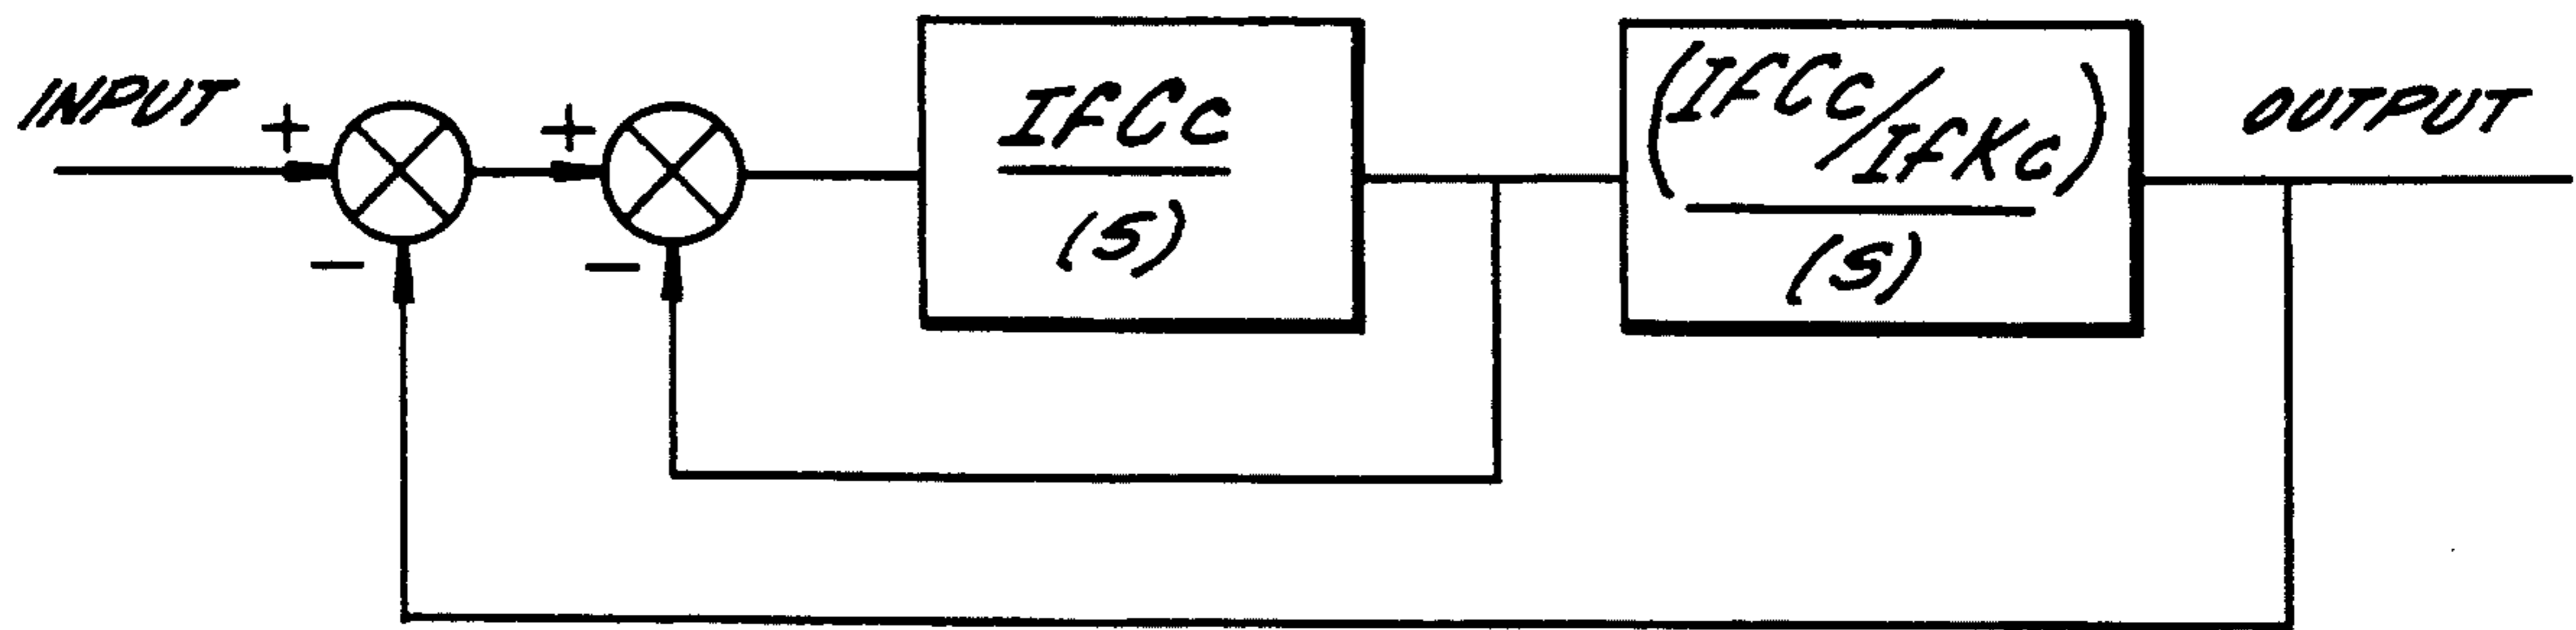 INPUT
+
+
−
−
IFCc
(S)
(IFCc/IFKc)
(S)
OUTPUT